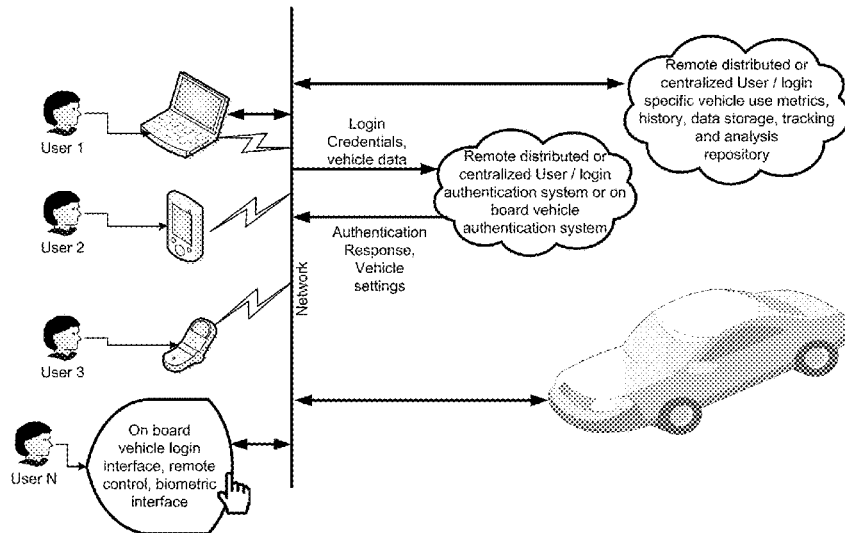 User 1
User 2
User 3
User N
On board
vehicle login
interface, remote
control, biometric
interface
Network
Login
Credentials,
vehicle data
Authentication
Response,
Vehicle
settings
Remote distributed or
centralized User / login
authentication system or on
board vehicle
authentication system
Remote distributed or
centralized User / login
specific vehicle use metrics,
history, data storage, tracking
and analysis
repository